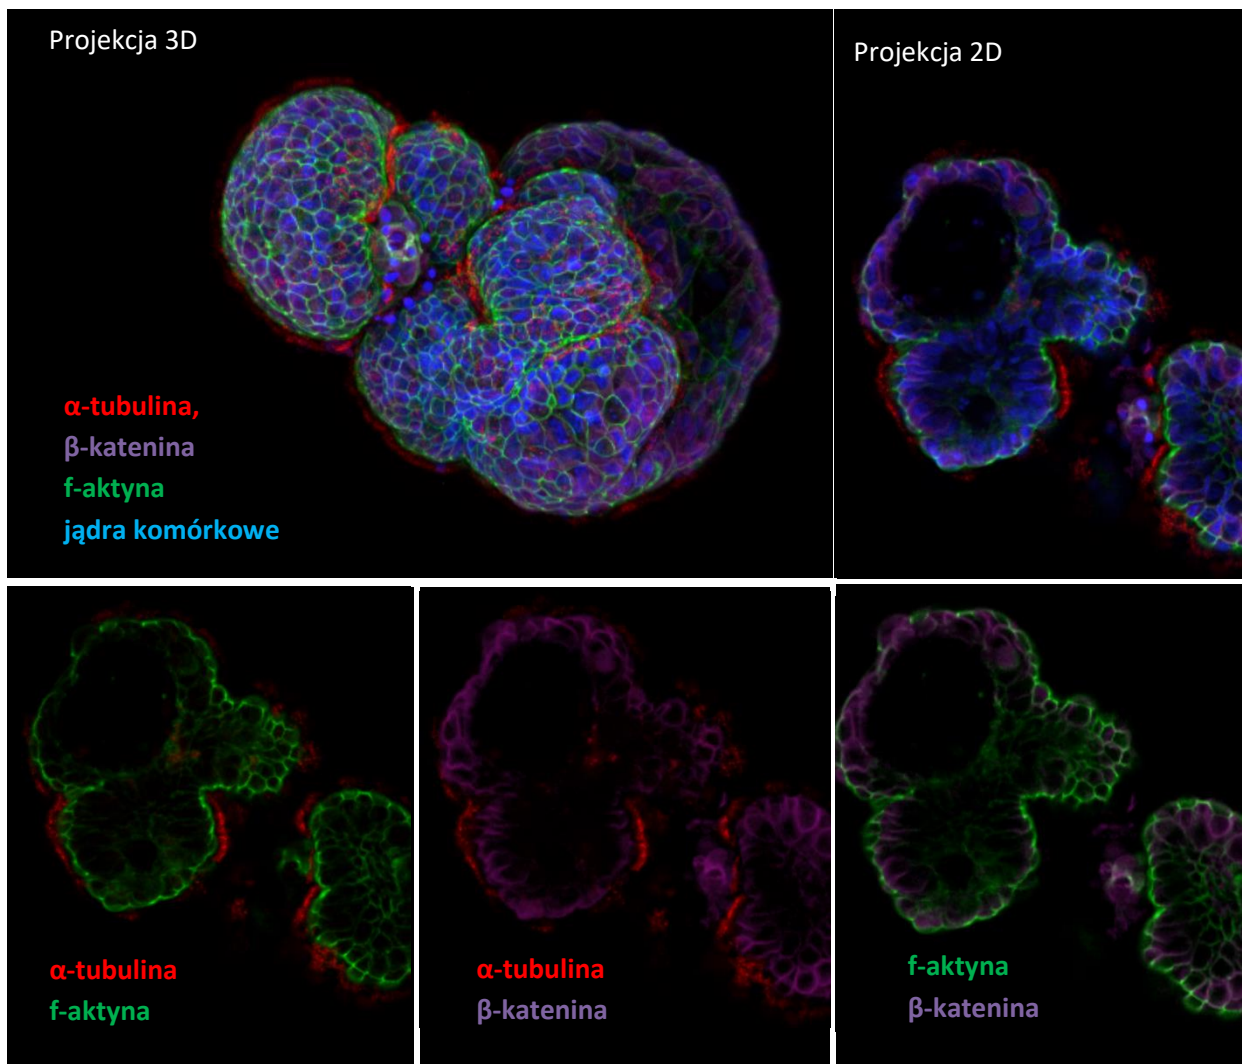 Projekcja 3D
Projekcja 2D
α-tubulina,
β-katenina
f-aktyna
jądra komórkowe
α-tubulina
f-aktyna
α-tubulina
β-katenina
f-aktyna
β-katenina